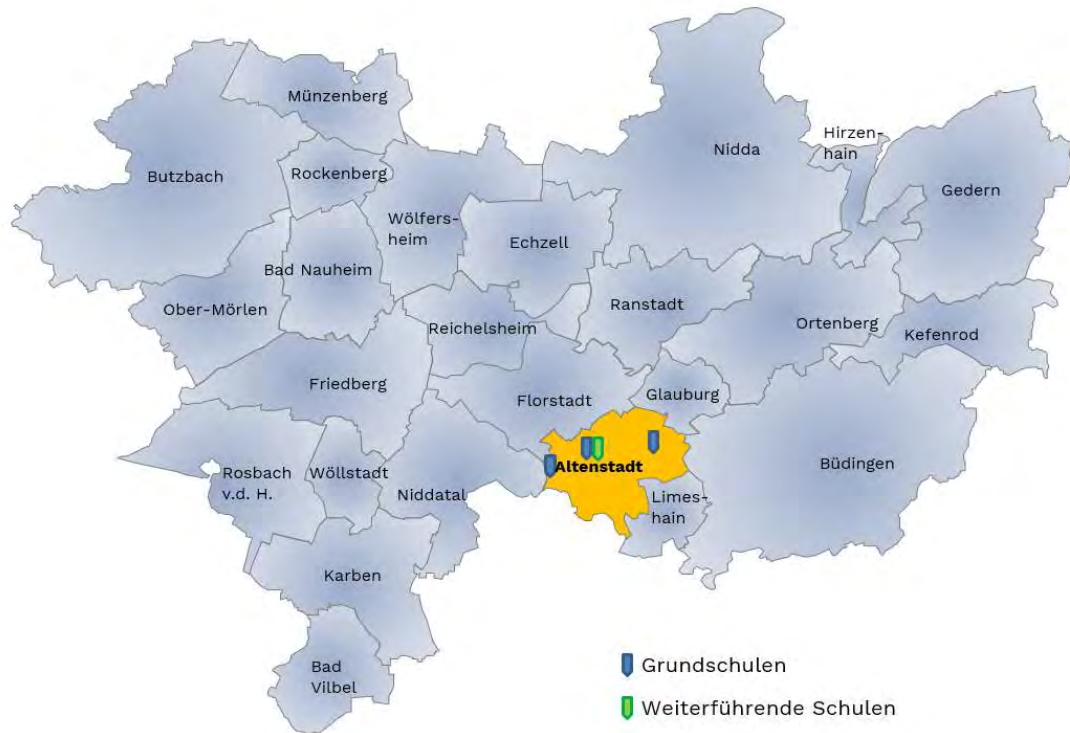 Münzenberg
Hirzen-
hain
Nidda
Butzbach
Rockenberg
Gedern
Wölfers-
heim
Echzell
Bad Nauheim
Ober-Mörlen
Ranstadt
Reichelsheim
Ortenberg
Kefenrod
Friedberg
Florstadt
Glauburg
Altenstadt
Büdingen
Rosbach
v.d. H.
Wöllstadt
Niddatal
Limes-
hain
Karben
Bad
Vilbel
Grundschulen
Weiterführende Schulen